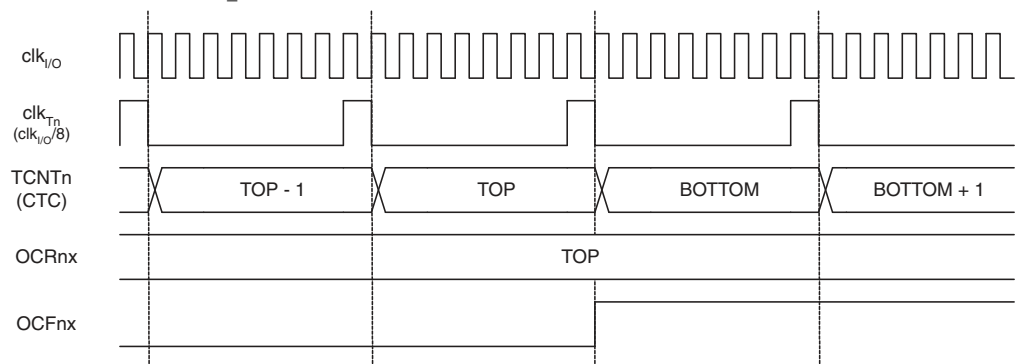 clkI/O
clkTn
(clkI/O/8)
TCNTn
(CTC)
TOP - 1
TOP
BOTTOM
BOTTOM + 1
OCRnx
TOP
OCFnx